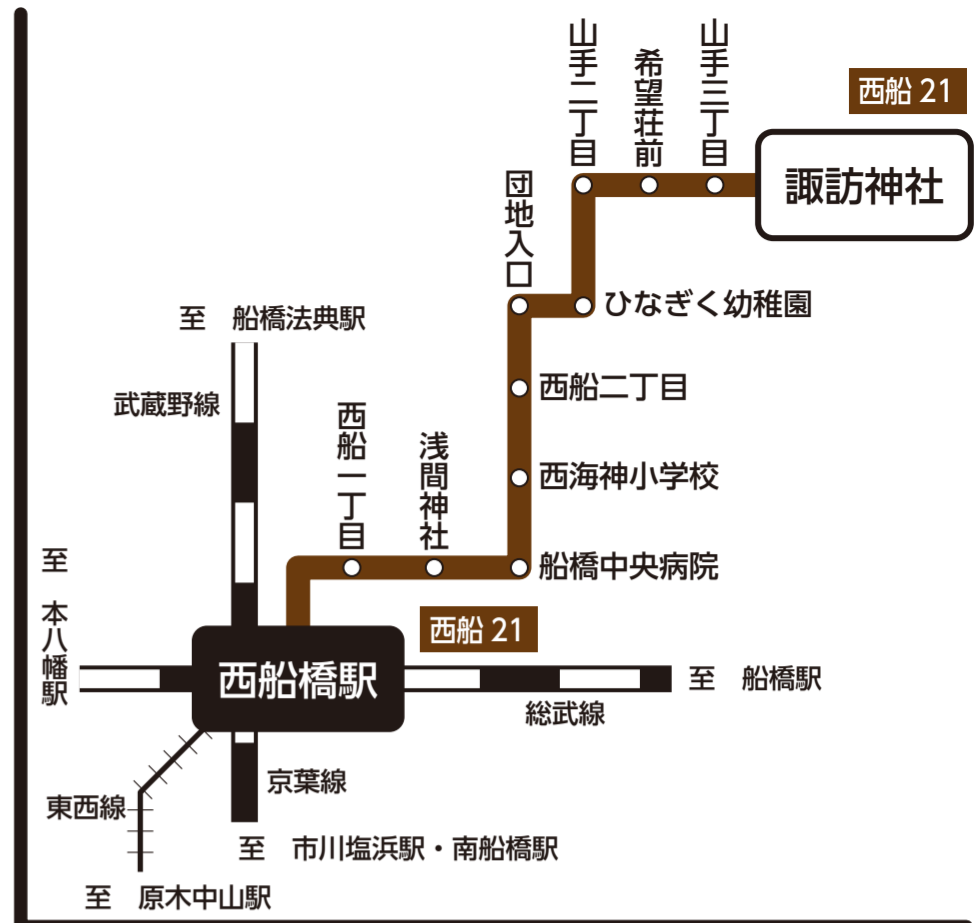 山手二丁目
希望荘前
山手三丁目
西船 21
諏訪神社
団地入口
ひなぎく幼稚園
至 船橋法典駅
武蔵野線
西船二丁目
西船一丁目
浅間神社
西海神小学校
船橋中央病院
至 本八幡駅
西船 21
西船橋駅
至 船橋駅
総武線
京葉線
東西線
至 市川塩浜駅・南船橋駅
至 原木中山駅